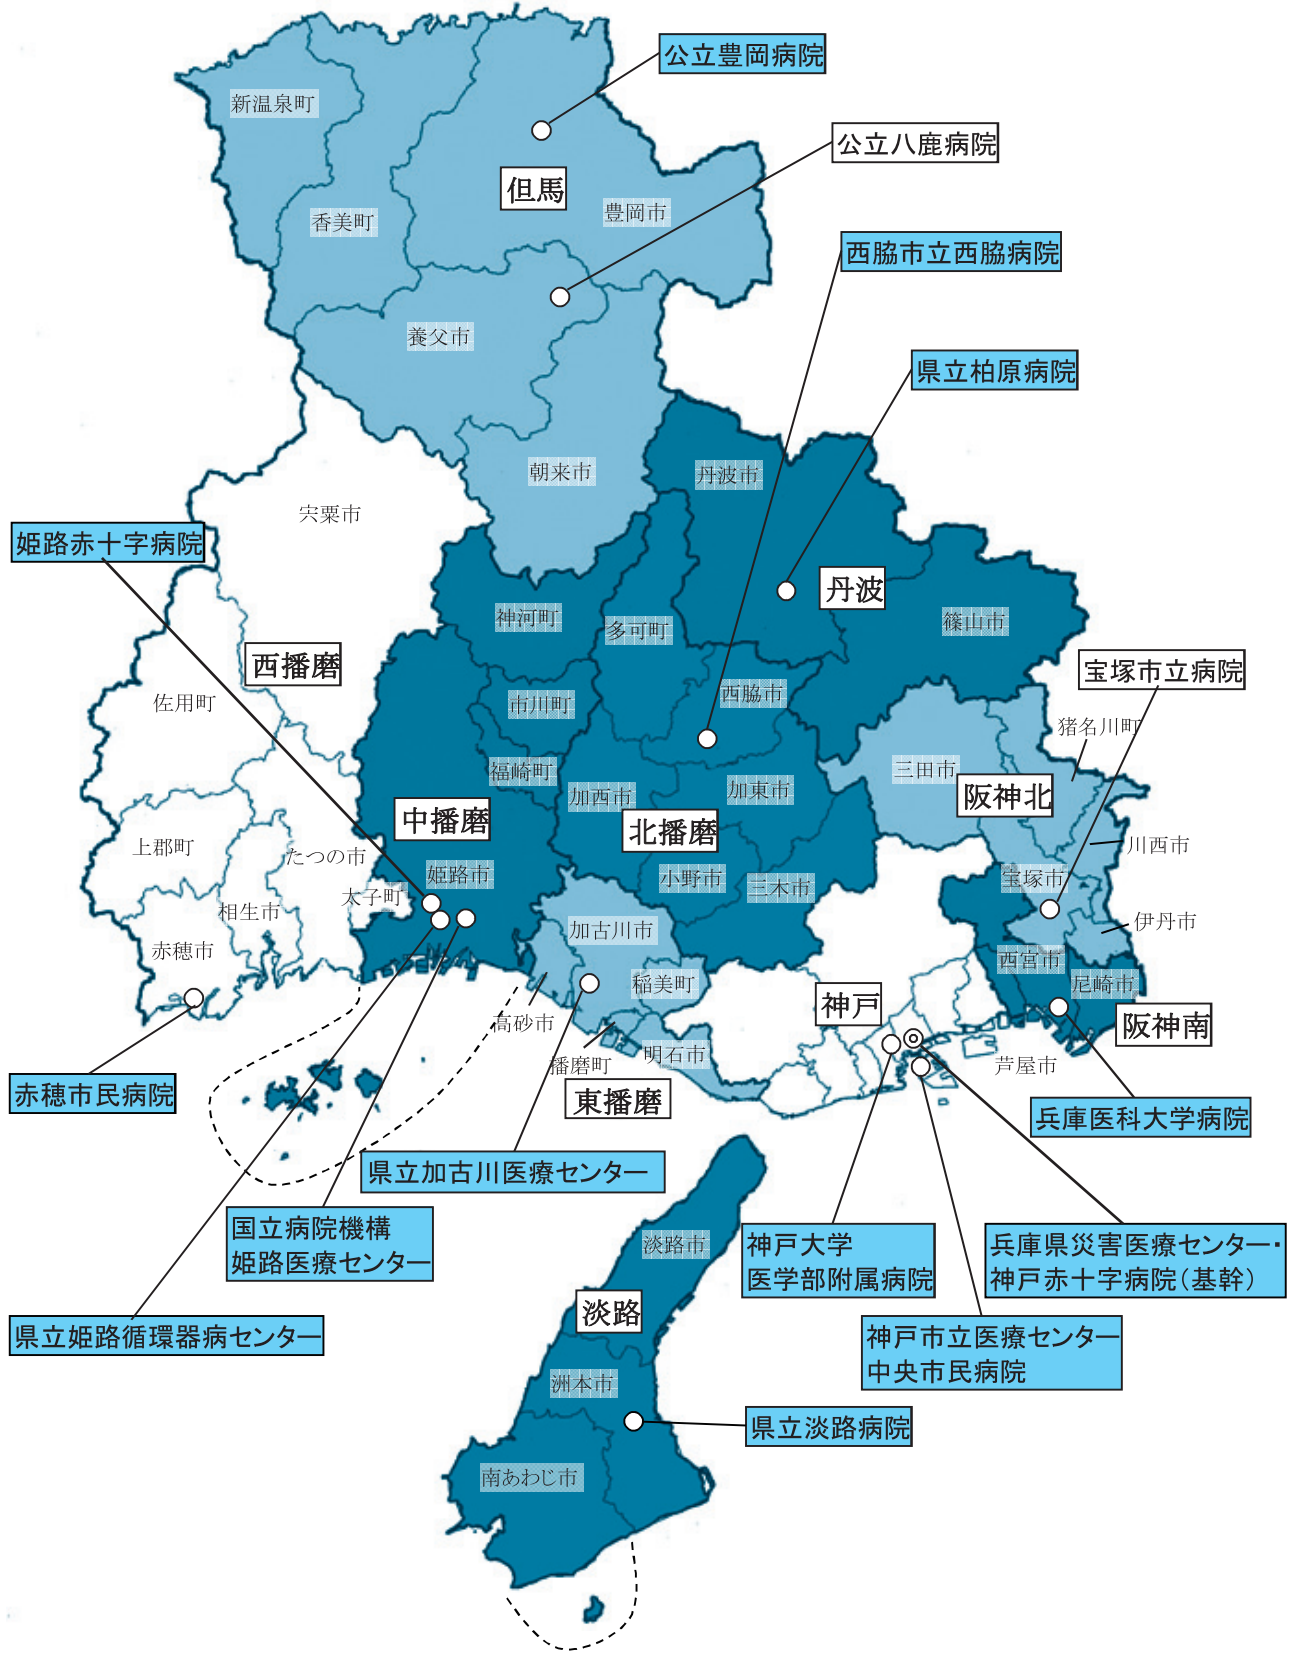 公立豊岡病院
新温泉町
公立八鹿病院
但馬
豊岡市
香美町
西脇市立西脇病院
養父市
県立柏原病院
朝来市
丹波市
宍粟市
姫路赤十字病院
丹波
神河町
多可町
篠山市
西播磨
宝塚市立病院
佐用町
市川町
西脇市
猪名川町
福崎町
三田市
加西市
加東市
阪神北
中播磨
北播磨
上郡町
たつの市
川西市
姫路市
小野市
三木市
宝塚市
太子町
相生市
伊丹市
加古川市
赤穂市
西宮市
稲美町
尼崎市
神戸
高砂市
阪神南
明石市
播磨町
芦屋市
赤穂市民病院
東播磨
兵庫医科大学病院
県立加古川医療センター
国立病院機構
姫路医療センター
淡路市
神戸大学
医学部附属病院
兵庫県災害医療センター・
神戸赤十字病院（基幹）
淡路
県立姫路循環器病センター
神戸市立医療センター
中央市民病院
洲本市
県立淡路病院
南あわじ市